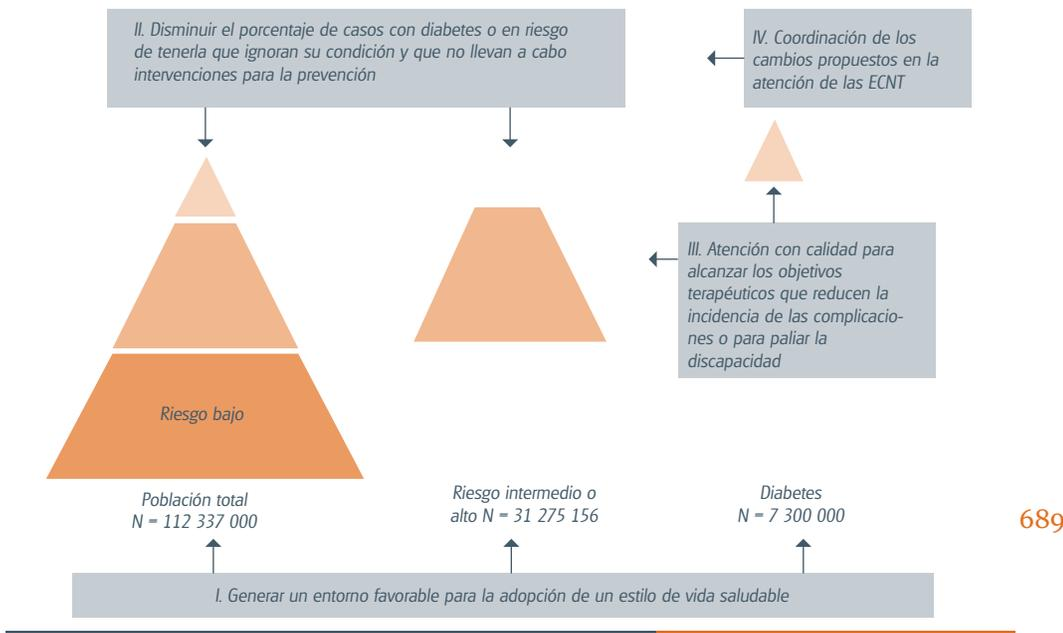 II. Disminuir el porcentaje de casos con diabetes o en riesgo
de tenerla que ignoran su condición y que no llevan a cabo
intervenciones para la prevención
IV. Coordinación de los
cambios propuestos en la
atención de las ECNT
III. Atención con calidad para
alcanzar los objetivos
terapéuticos que reducen la
incidencia de las complicacio-
nes o para paliar la
discapacidad
Riesgo bajo
Población total
N = 112 337 000
Riesgo intermedio o
alto N = 31 275 156
Diabetes
N = 7 300 000
689
I. Generar un entorno favorable para la adopción de un estilo de vida saludable